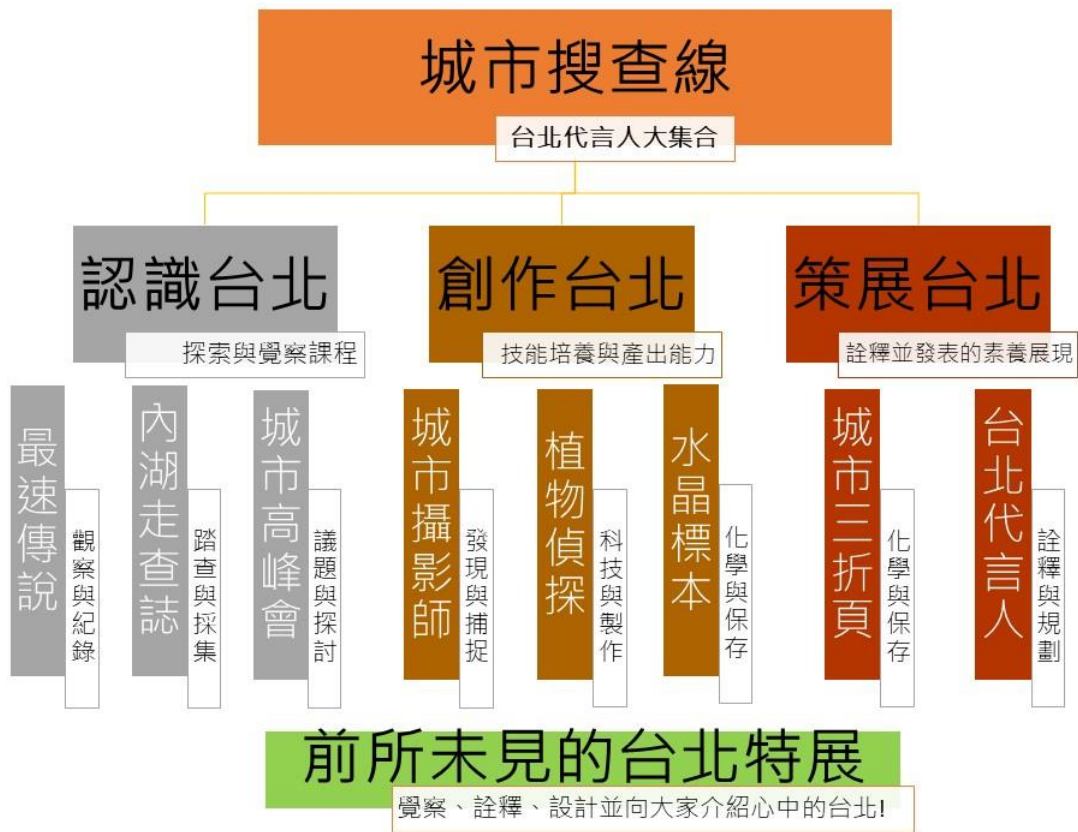 城市搜查線
台北代言人大集合
認識台北
探索與覺察課程
創作台北
技能培養與產出能力
策展台北
詮釋並發表的素養展現
最速傳說
觀察與紀錄
內湖走查誌
踏查與採集
城市高峰會
議題與探討
城市攝影師
發現與捕捉
植物偵探
科技與製作
水晶標本
化學與保存
城市三折頁
化學與保存
台北代言人
詮釋與規劃
前所未見的台北特展
覺察、詮釋、設計並向大家介紹心中的台北!